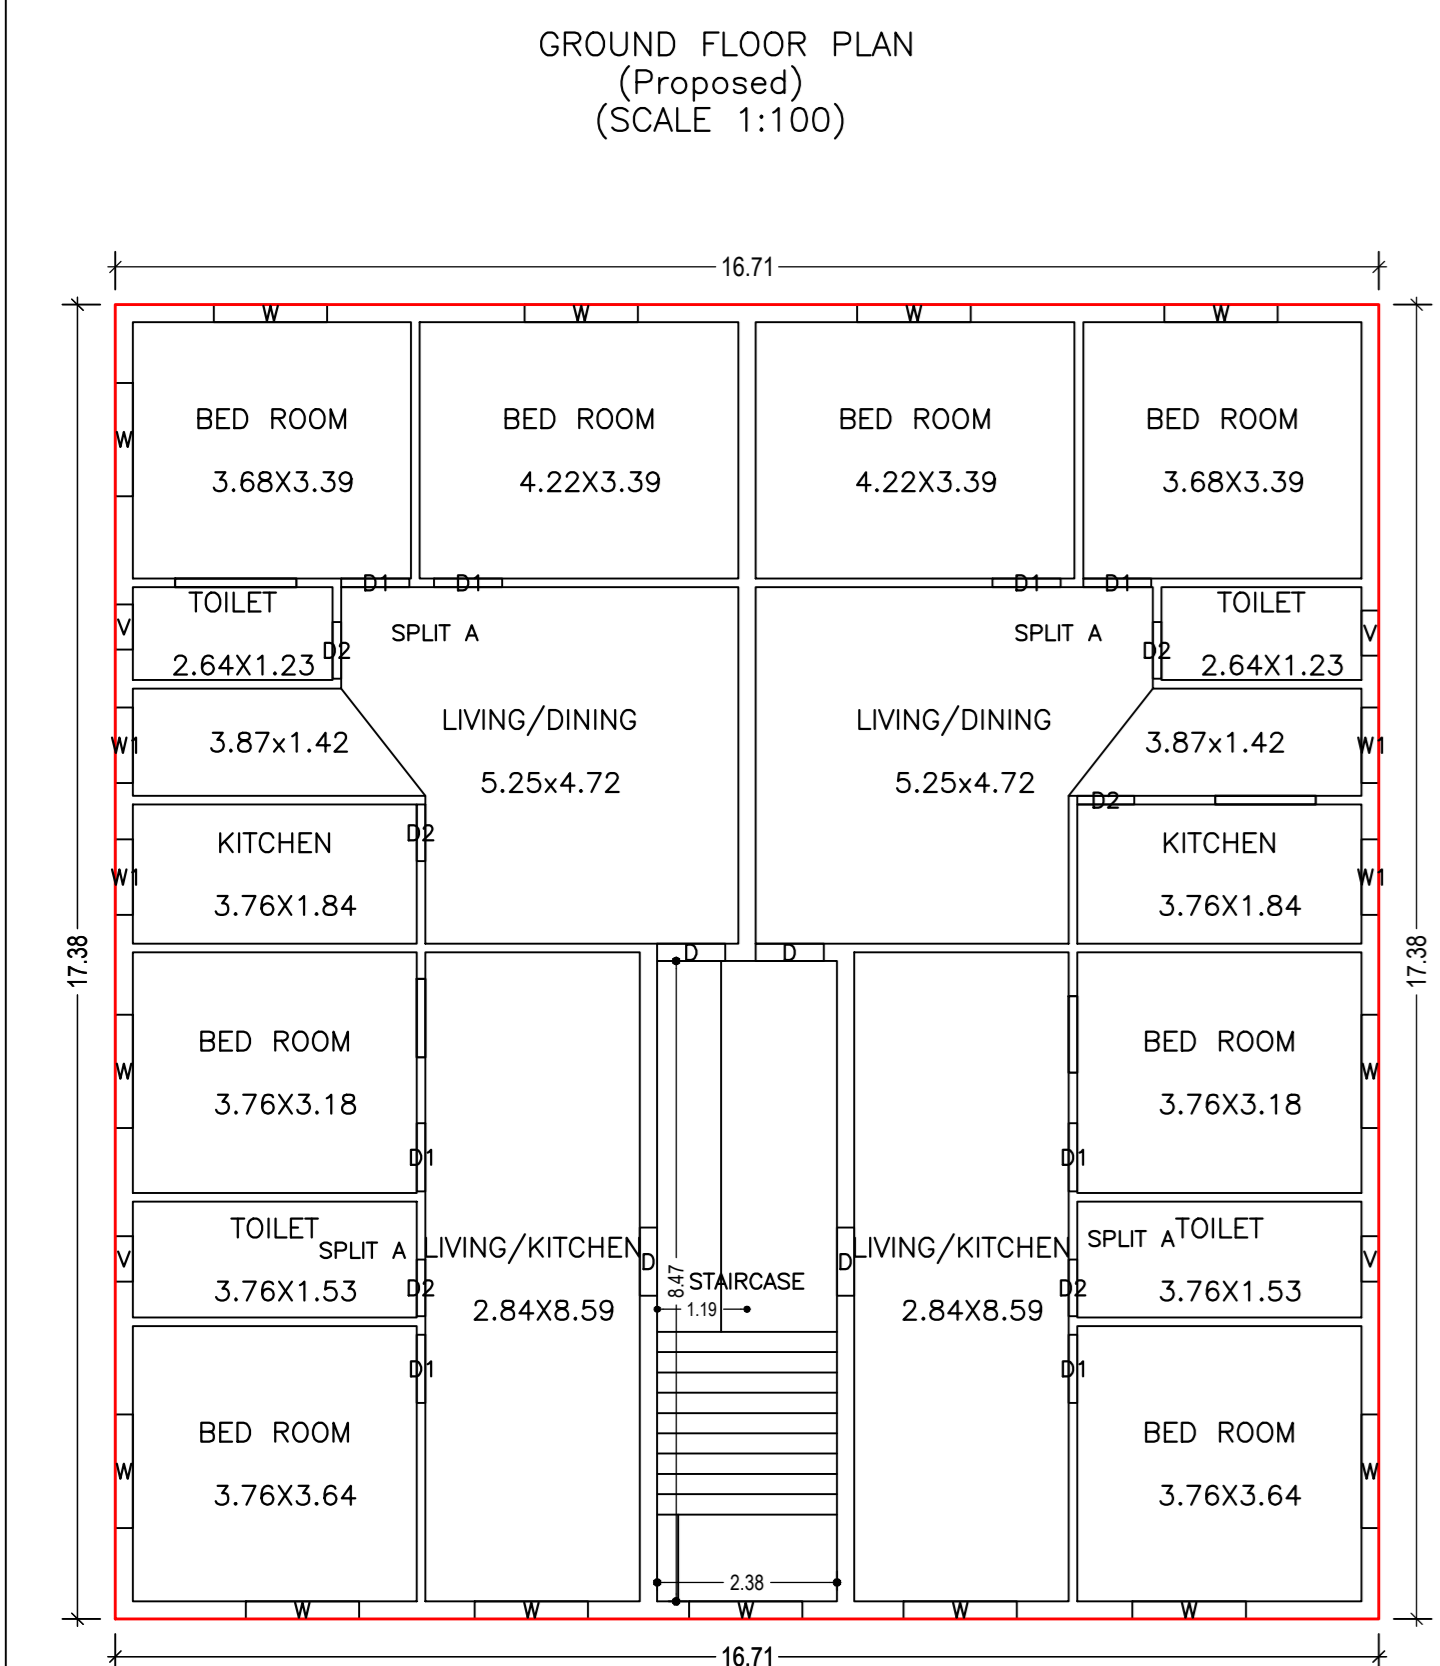 GROUND FLOOR PLAN
(Proposed)
(SCALE 1:100)
16.71
W W W W
BED ROOM BED ROOM BED ROOM BED ROOM
W
3.68X3.39 4.22X3.39 4.22X3.39 3.68X3.39
D1 D1 D1 D1
TOILET TOILET
V SPLIT A SPLIT A V
D2 D2
2.64X1.23 2.64X1.23
LIVING/DINING LIVING/DINING
W1 3.87x1.42 3.87x1.42 W1
5.25x4.72 5.25x4.72
D2
D2
KITCHEN KITCHEN
W1 W1
3.76X1.84 3.76X1.84
D D
17.38 17.38
BED ROOM BED ROOM
W W
3.76X3.18 3.76X3.18
D1 D1
TOILET TOILET
SPLIT A SPLIT A
LIVING/KITCHEN LIVING/KITCHEN
V D D V
8.47
STAIRCASE
3.76X1.53 D2 D2 3.76X1.53
2.84X8.59 1.19 2.84X8.59
D1 D1
BED ROOM BED ROOM
W W
3.76X3.64 3.76X3.64
2.38
W W W W W
16.71